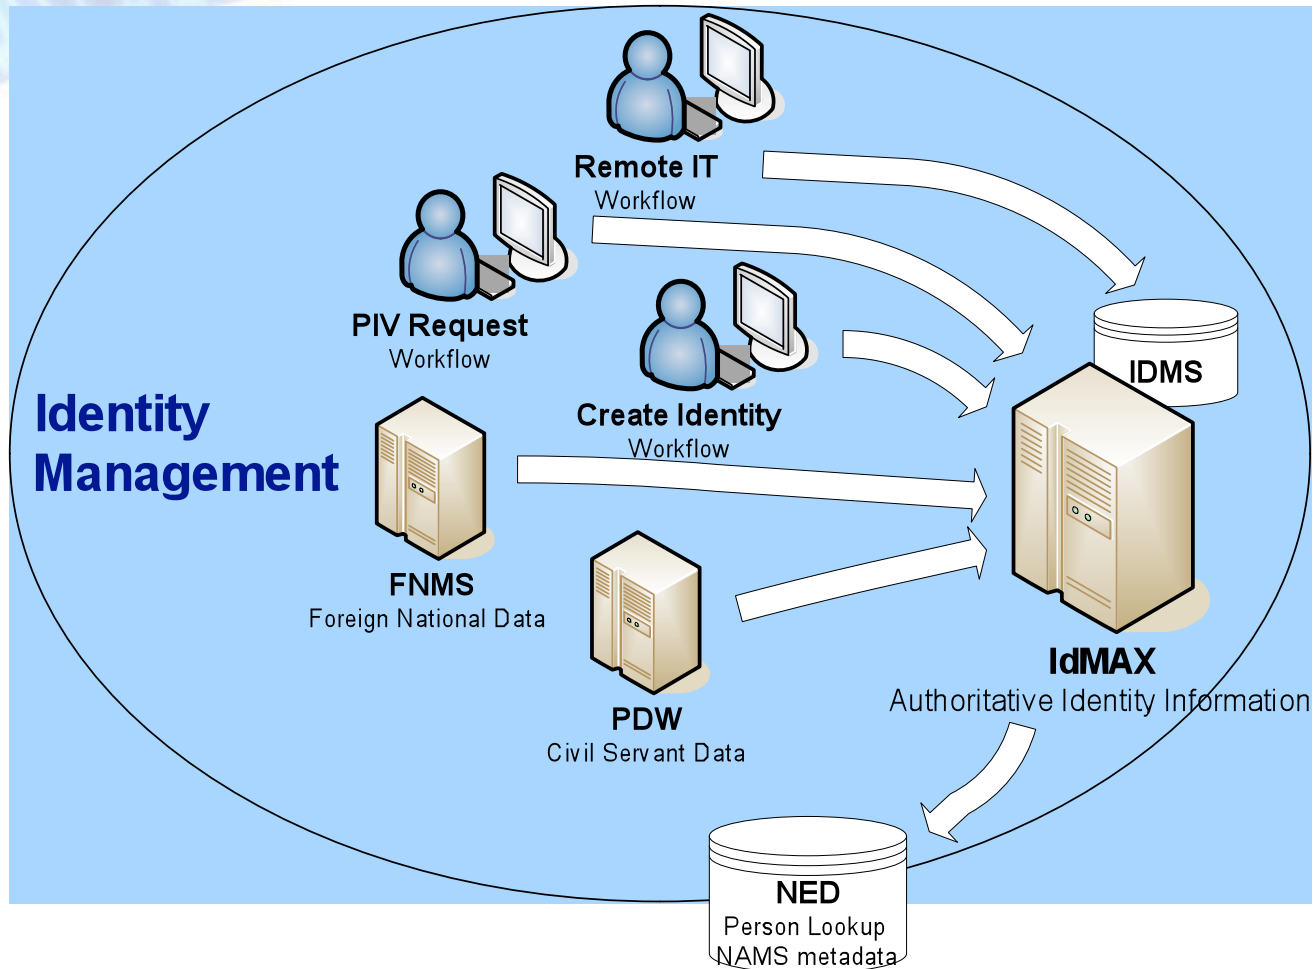 Remote IT
Workflow
PIV Request
Workflow
IDMS
Create Identity
Workflow
Identity
Management
FNMS
Foreign National Data
IdMAX
Authoritative Identity Information
PDW
Civil Servant Data
NED
Person Lookup
NAMS metadata